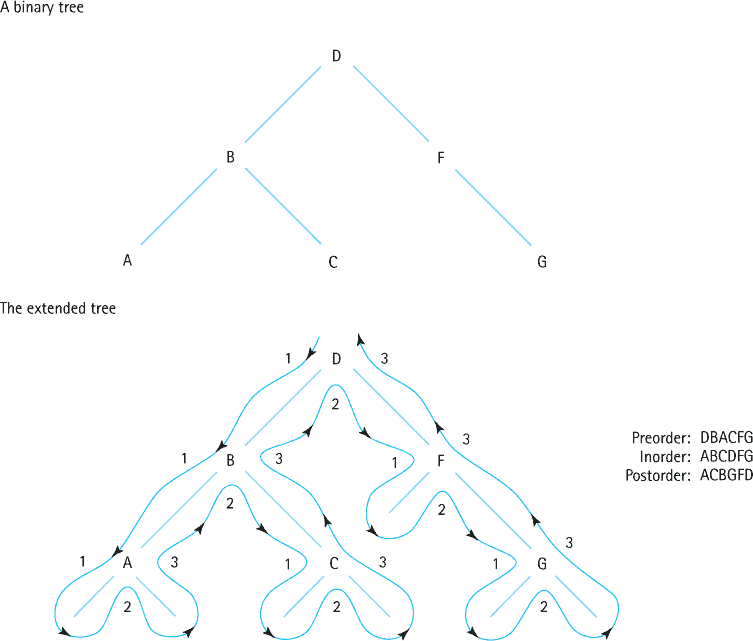 A binary tree
D
B F
A C G
The extended tree
1 D 3
2
1 B 3 1 F 3
2 2
1 A 3 1 C 3 1 G 3
2 2 2
Preorder: DBACFG
Inorder: ABCDFG
Postorder: ACBGFD